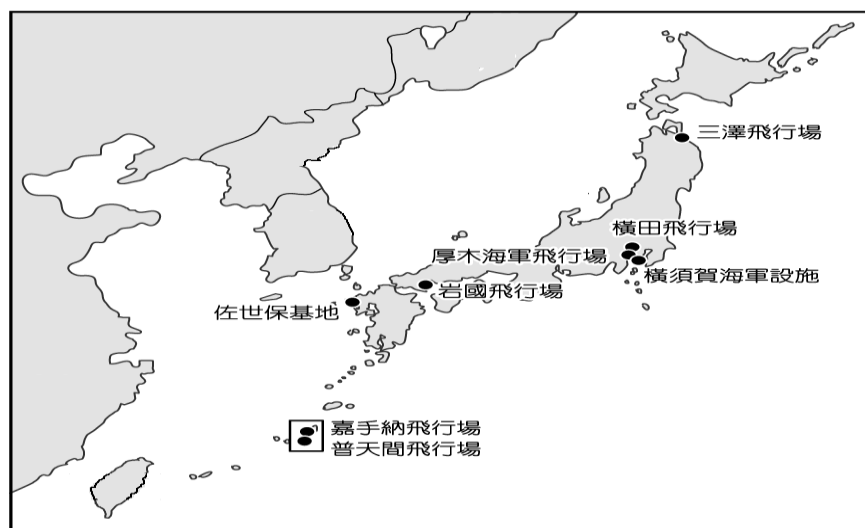 三澤飛行場
橫田飛行場
厚木海軍飛行場
橫須賀海軍設施
岩國飛行場
佐世保基地
嘉手納飛行場
普天間飛行場